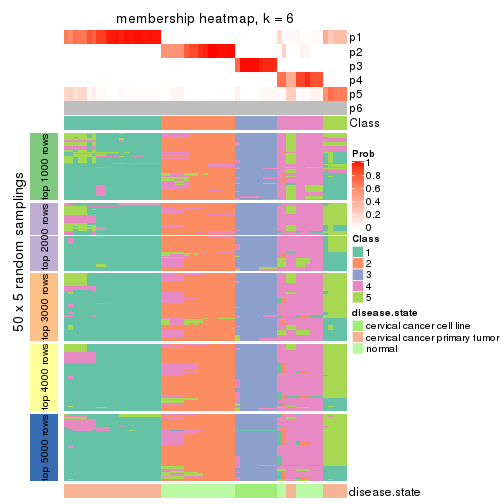 membership heatmap, k = 6
p1
p2
p3
p4
p5
p6
Class
50 x 5 random samplings
top 1000 rows
top 2000 rows
top 3000 rows
top 4000 rows
top 5000 rows
Prob
1
0.8
0.6
0.4
0.2
0
Class
1
2
3
4
5
disease.state
cervical cancer cell line
cervical cancer primary tumor
normal
disease.state